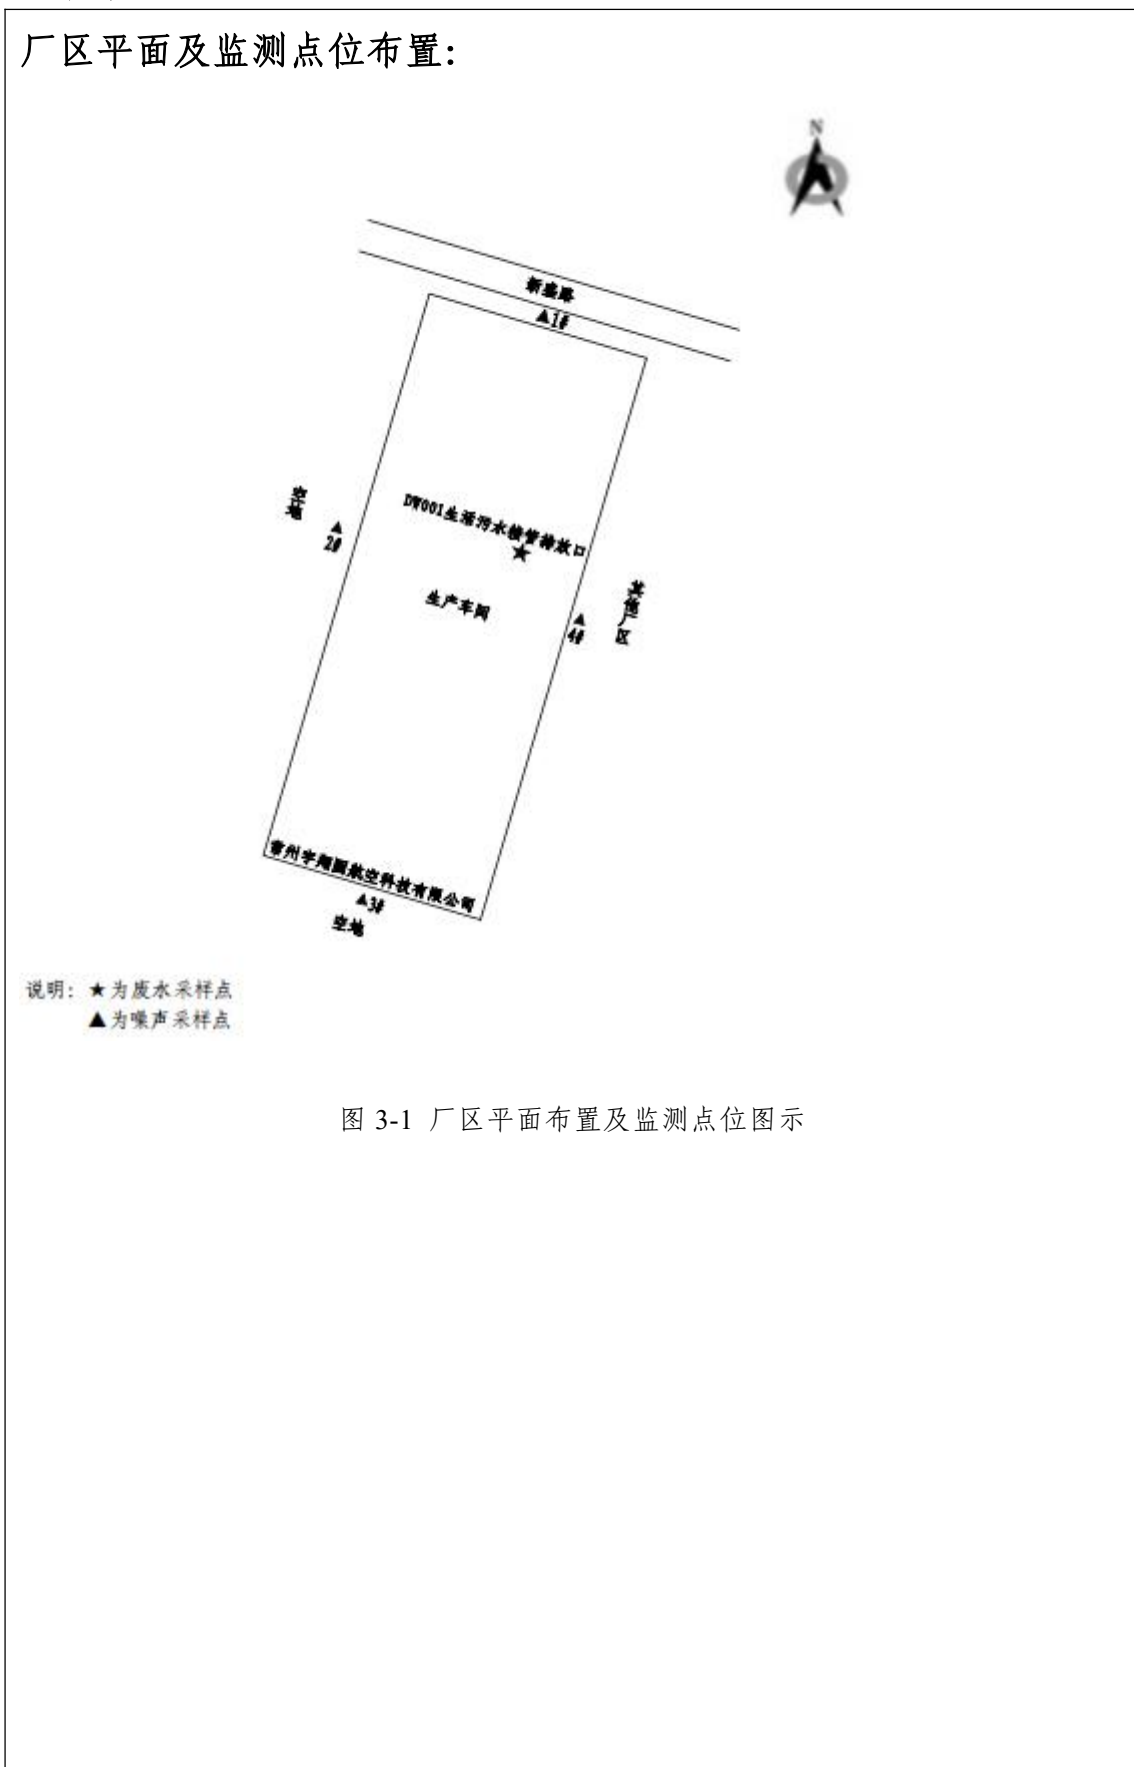 厂区平面及监测点位布置：
N
新盛路
▲1#
空地
▲
2#
DW001生活污水接管排放口
★
生产车间
其他厂区
▲
4#
常州宇翔圆航空科技有限公司
▲3#
空地
说明：★为废水采样点
▲为噪声采样点
图 3-1 厂区平面布置及监测点位图示